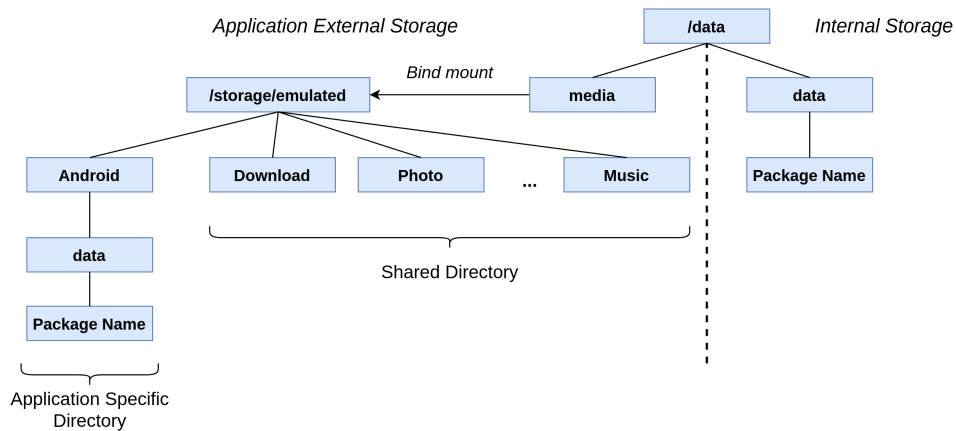 Application External Storage
/data
Internal Storage
Bind mount
/storage/emulated
media
data
Android
Download
Photo
...
Music
Package Name
data
Shared Directory
Package Name
Application Specific
Directory